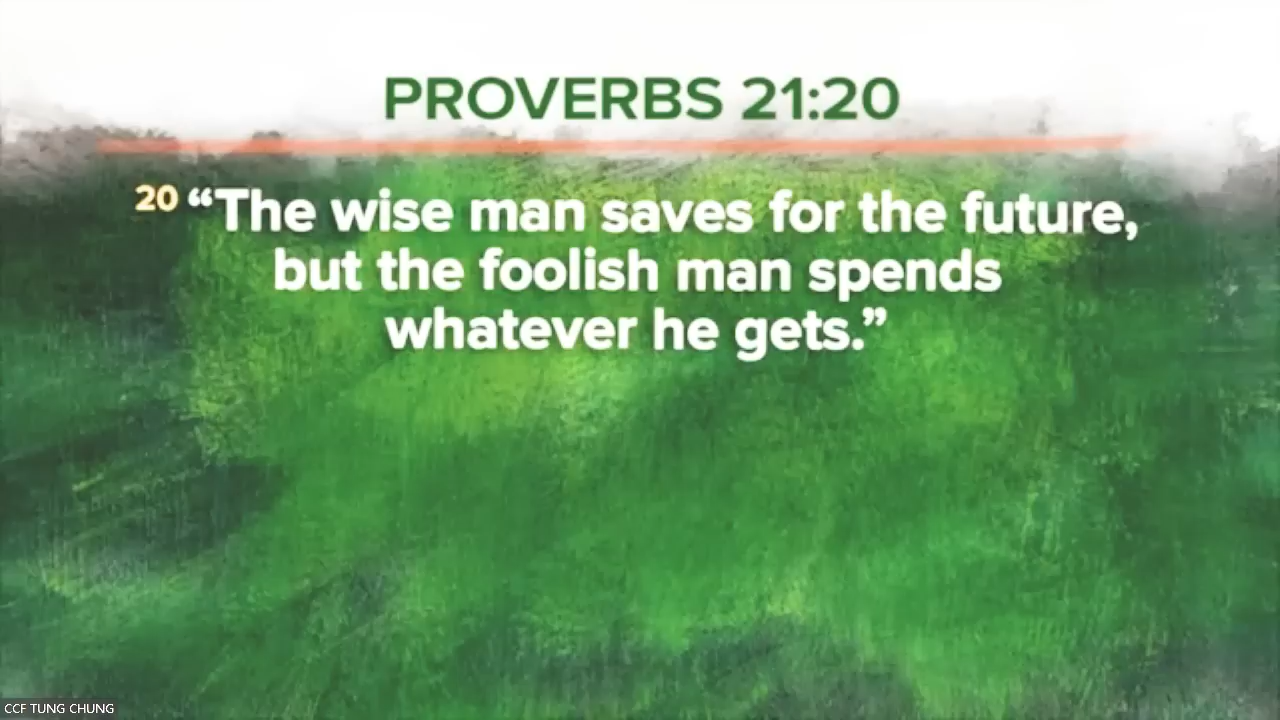 PROVERBS 21:20
20 “The wise man saves for the future,
but the foolish man spends
whatever he gets.”
CCF TUNG CHUNG